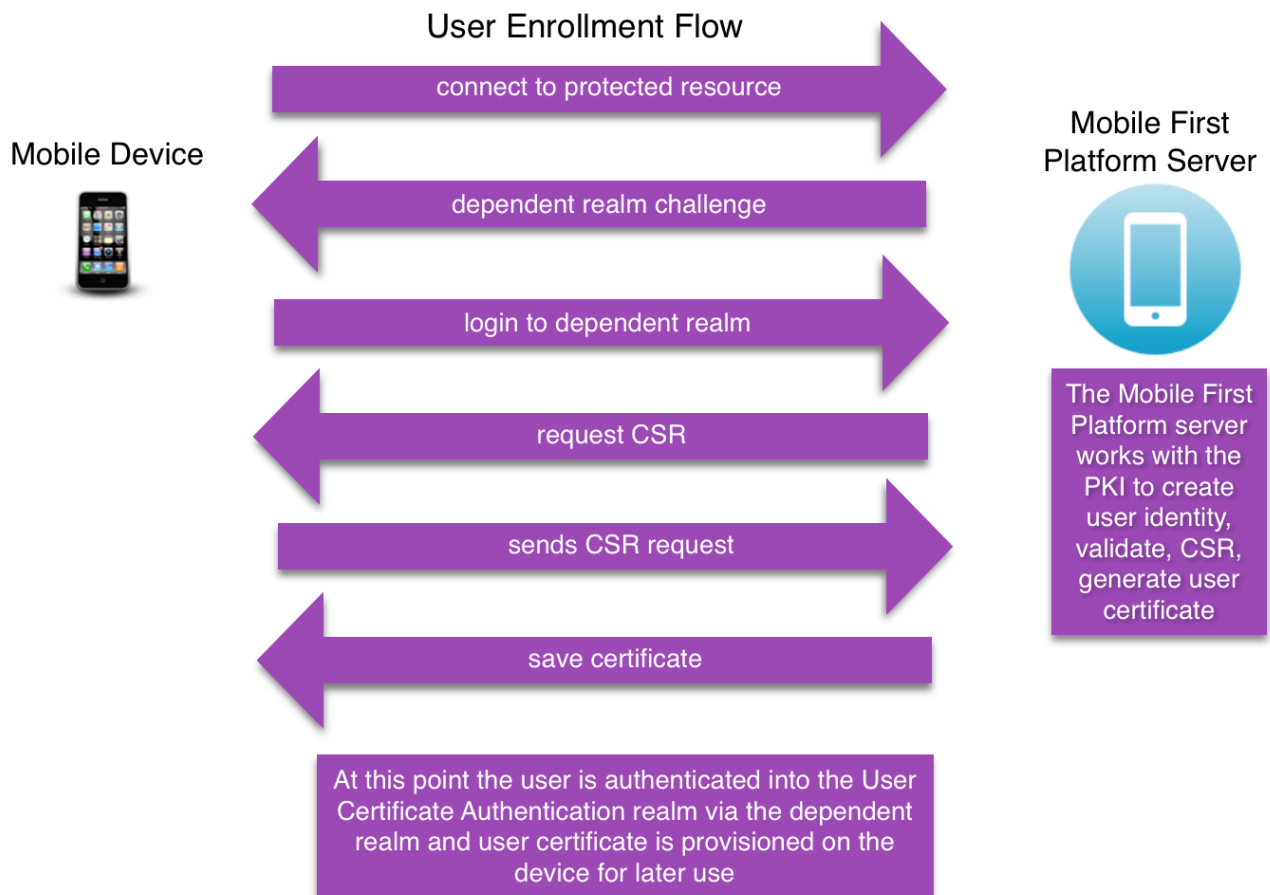 User Enrollment Flow
connect to protected resource
Mobile Device
Mobile First
Platform Server
dependent realm challenge
login to dependent realm
request CSR
sends CSR request
save certificate
The Mobile First
Platform server
works with the
PKI to create
user identity,
validate, CSR,
generate user
certificate
At this point the user is authenticated into the User
Certificate Authentication realm via the dependent
realm and user certificate is provisioned on the
device for later use